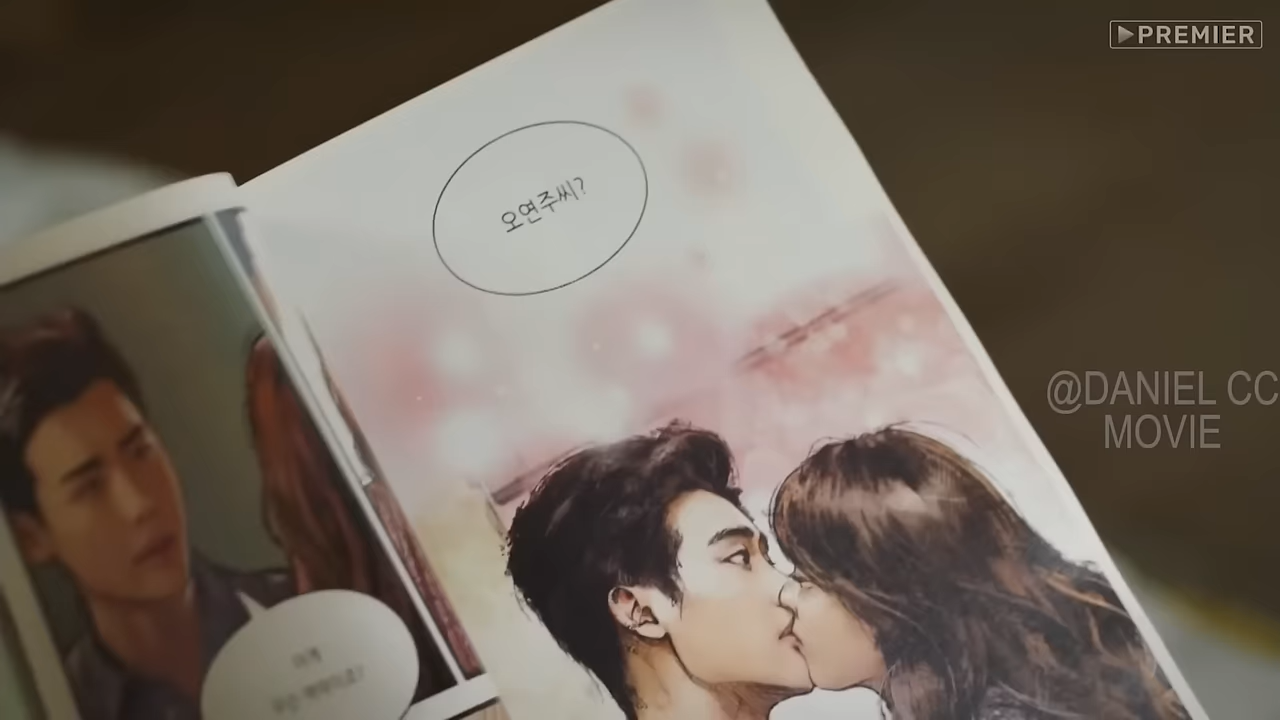 PREMIER
오연주씨?
@DANIEL CC
MOVIE